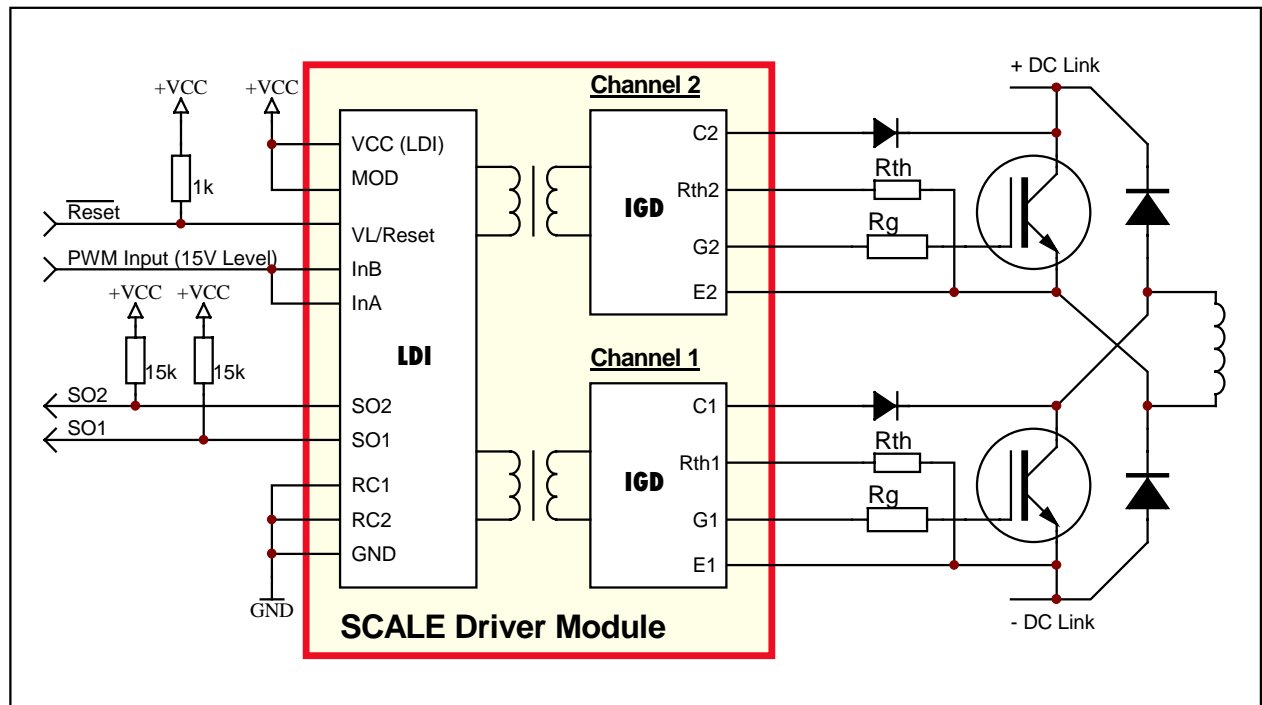 +VCC
+VCC
1k
Reset
PWM Input (15V Level)
+VCC
+VCC
15k
15k
SO2
SO1
GND
VCC (LDI)
MOD
VL/Reset
InB
InA
LDI
SO2
SO1
RC1
RC2
GND
SCALE Driver Module
Channel 2
IGD
C2
Rth2
G2
E2
Channel 1
IGD
C1
Rth1
G1
E1
Rth
Rg
Rth
Rg
+ DC Link
- DC Link